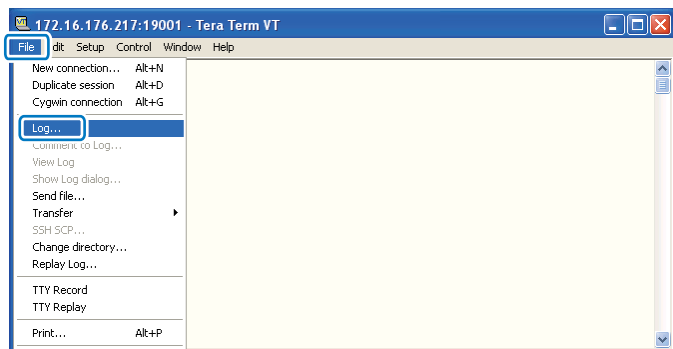 172.16.176.217:19001 - Tera Term VT
File dit Setup Control Window Help
New connection... Alt+N
Duplicate session Alt+D
Cygwin connection Alt+G
Log...
Comment to Log...
View Log
Show Log dialog...
Send file...
Transfer
SSH SCP...
Change directory...
Replay Log...
TTY Record
TTY Replay
Print... Alt+P